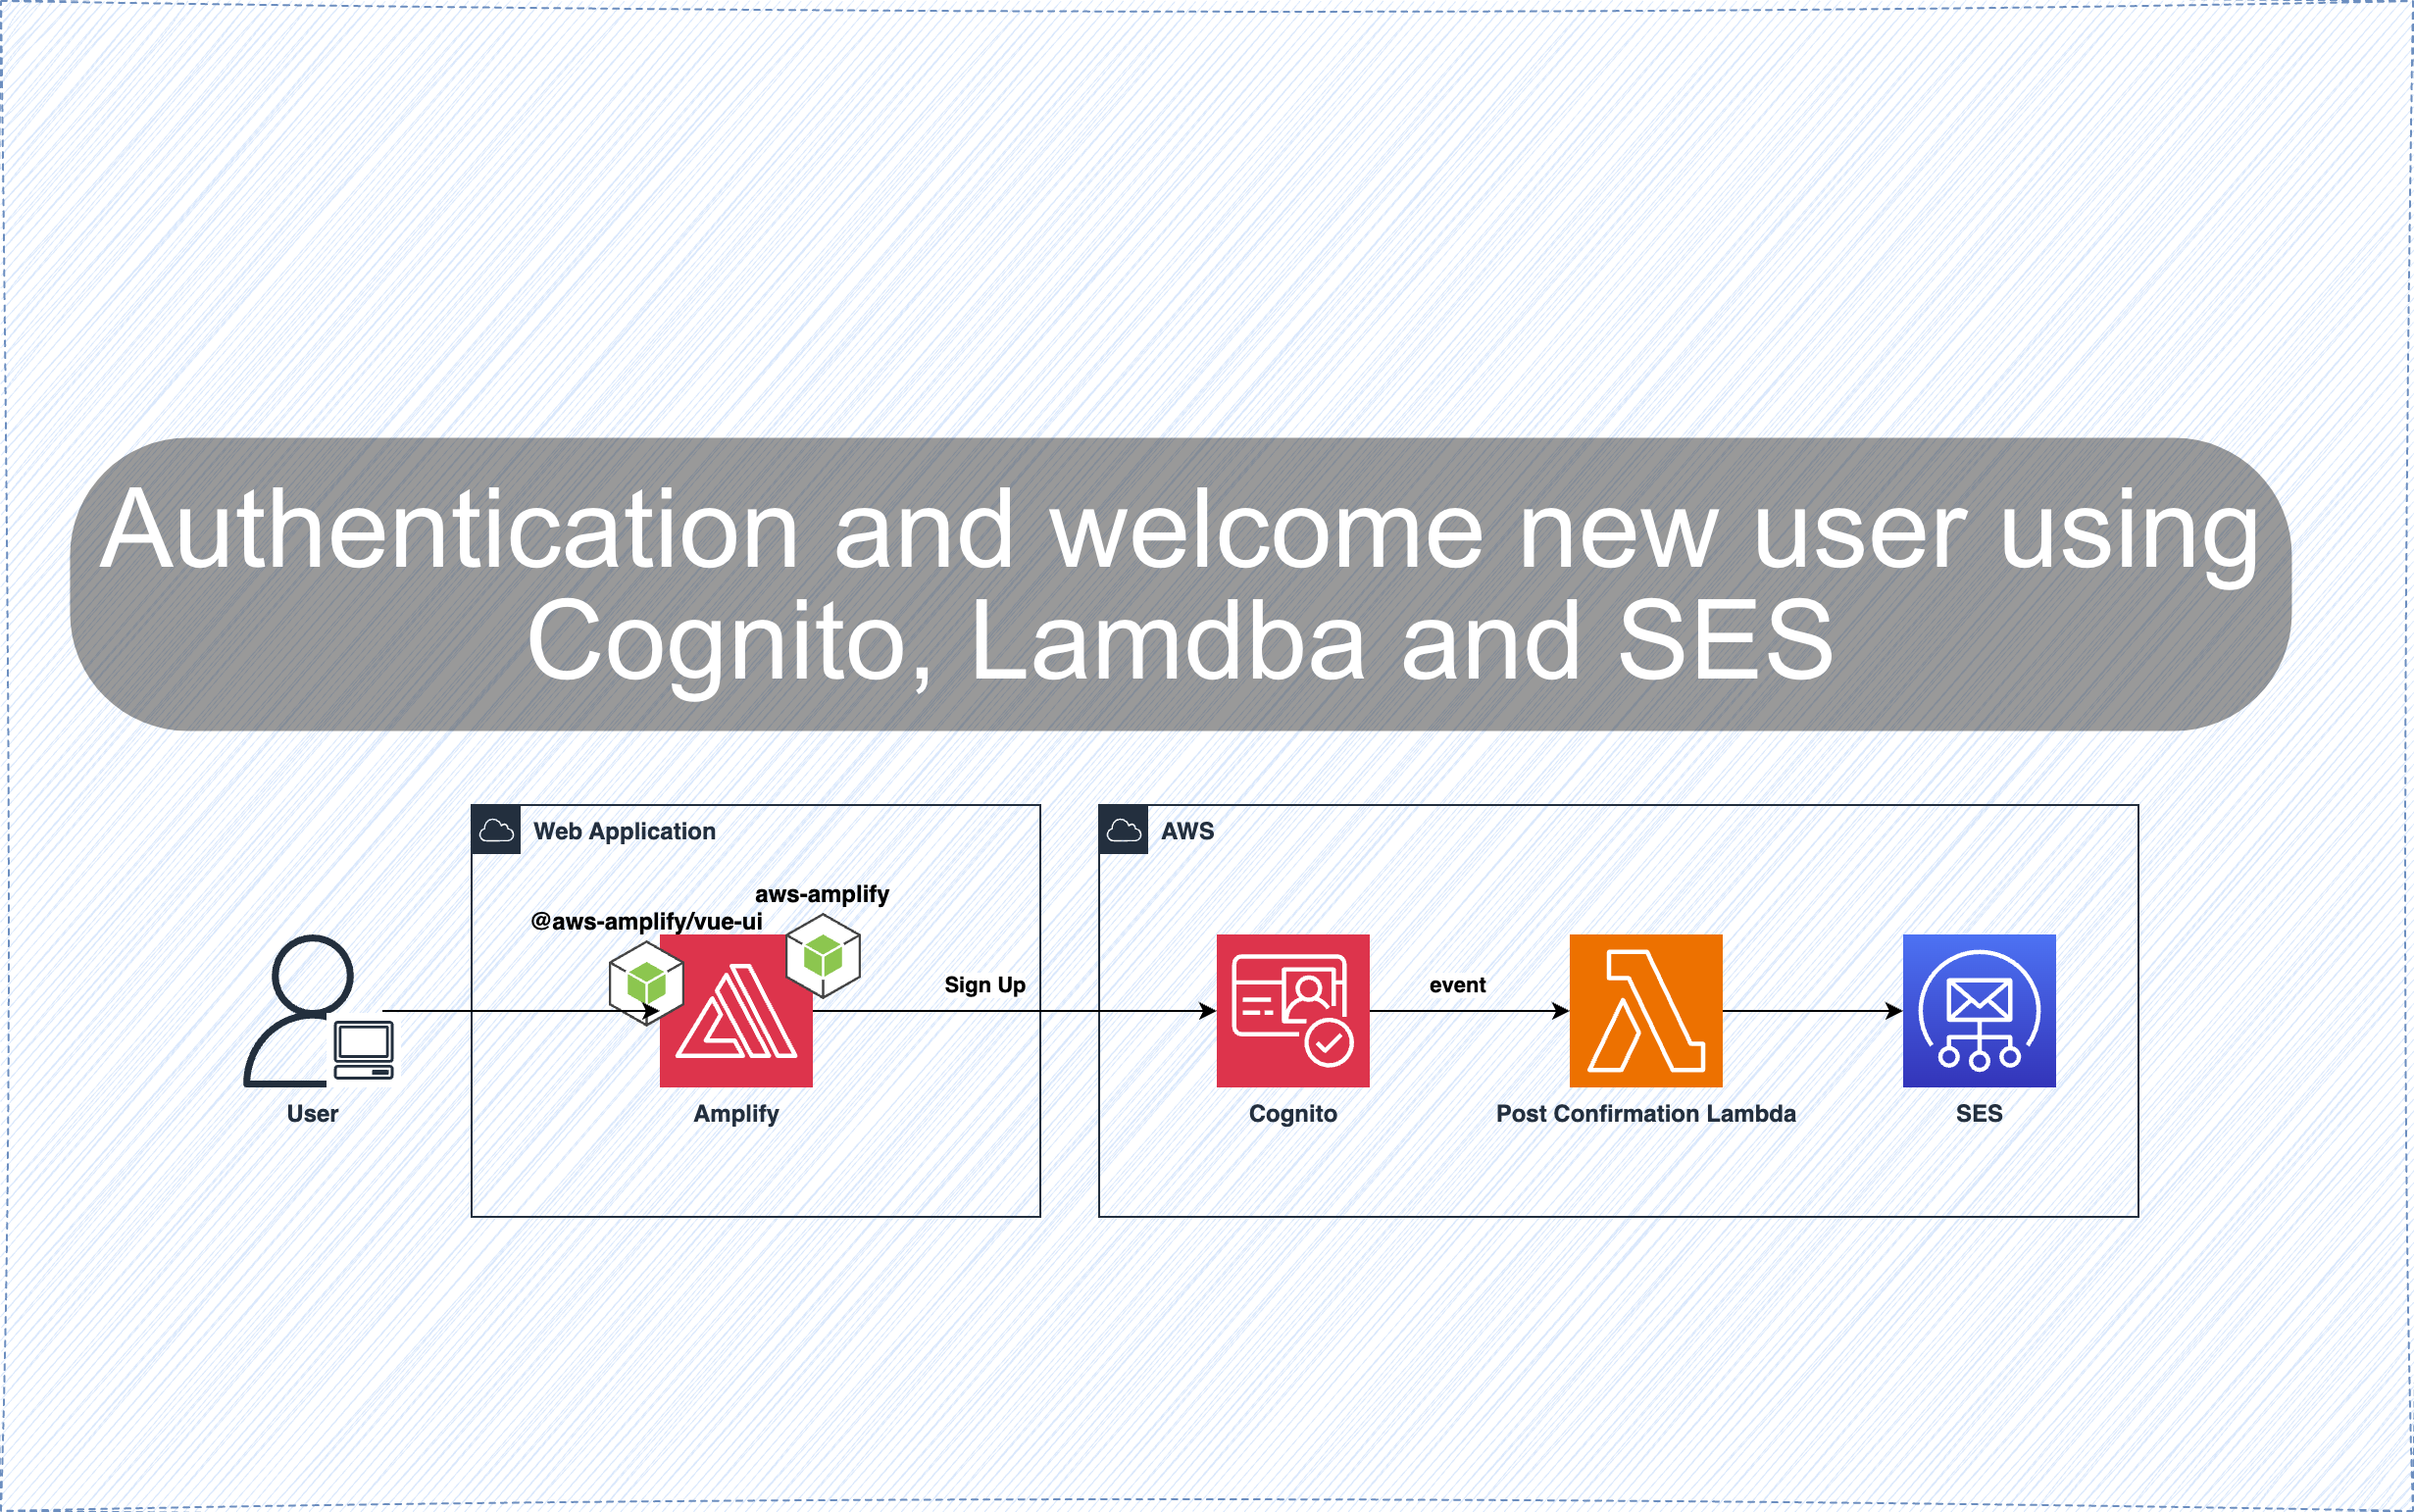 Authentication and welcome new user using
Cognito, Lamdba and SES
Web Application
AWS
aws-amplify
@aws-amplify/vue-ui
Sign Up
event
User
Amplify
Cognito
Post Confirmation Lambda
SES